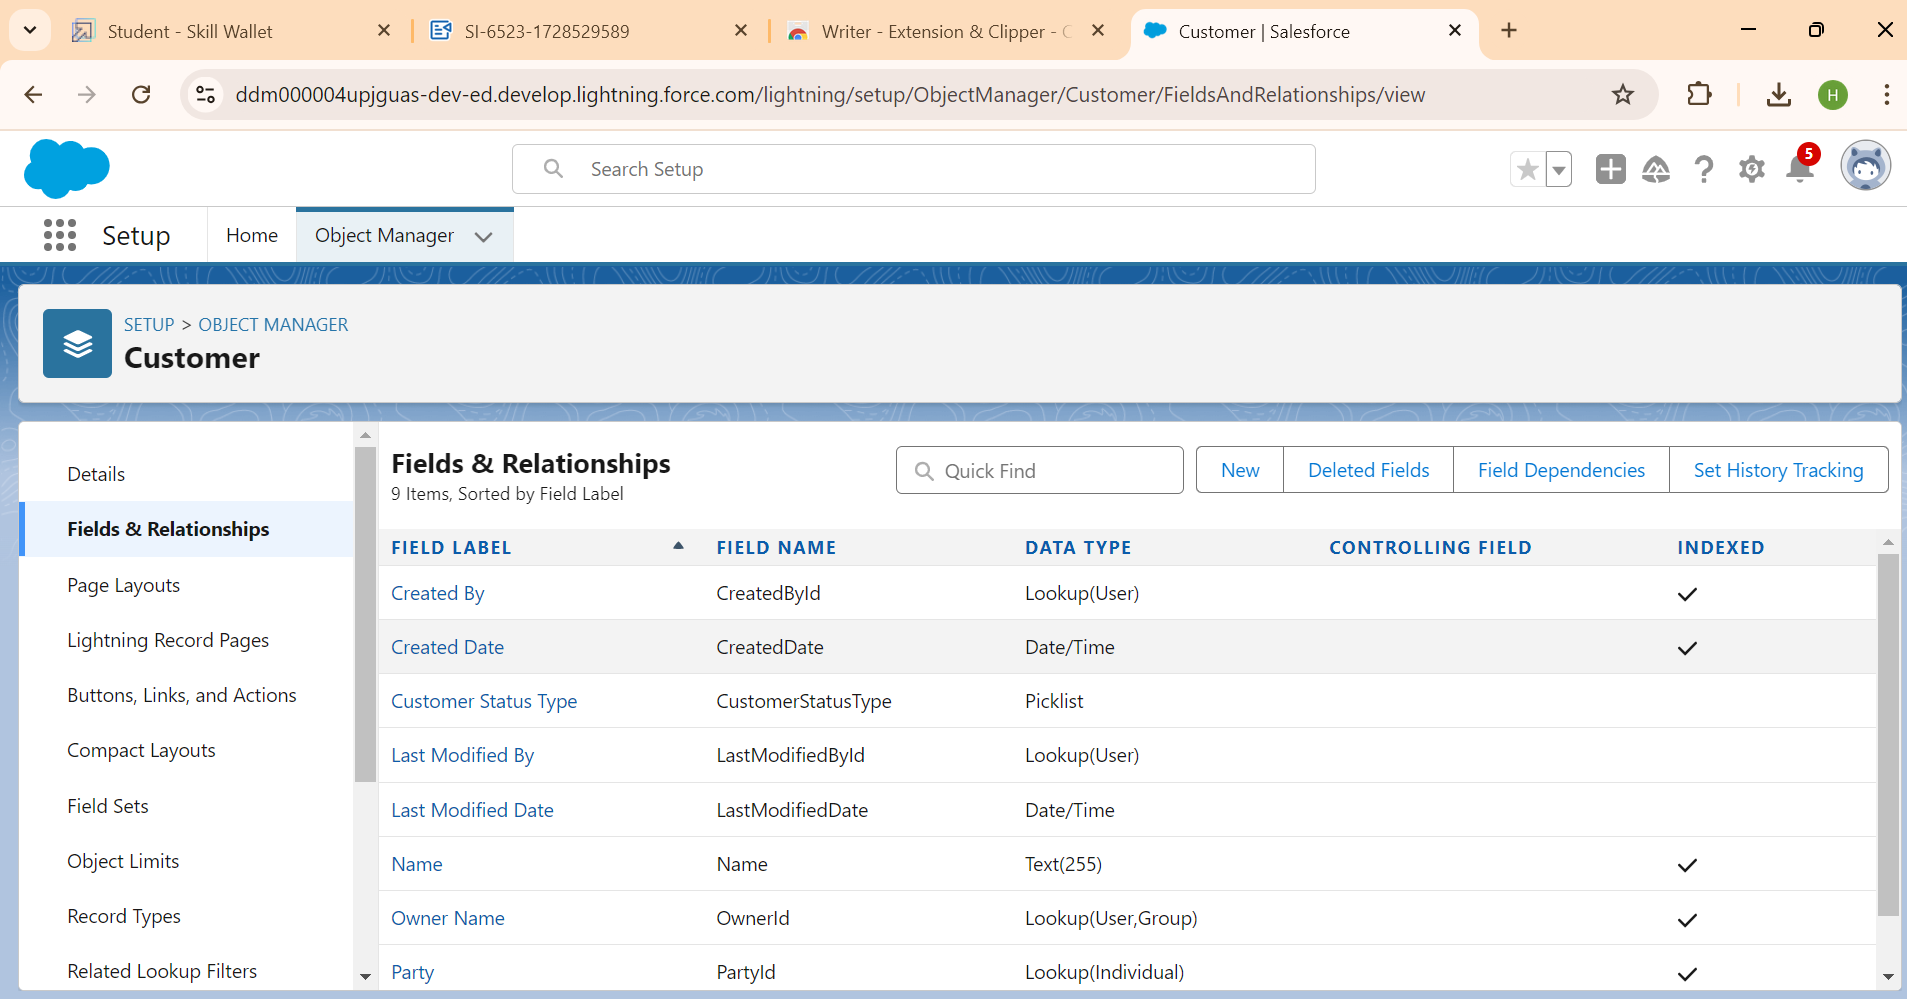 Student - Skill Wallet
SI-6523-1728529589
Writer - Extension & Clipper - C
Customer | Salesforce
ddm000004upjguas-dev-ed.develop.lightning.force.com/lightning/setup/ObjectManager/Customer/FieldsAndRelationships/view
H
Search Setup
5
Setup
Home
Object Manager
SETUP > OBJECT MANAGER
Customer
Details
Fields & Relationships
Page Layouts
Lightning Record Pages
Buttons, Links, and Actions
Compact Layouts
Field Sets
Object Limits
Record Types
Related Lookup Filters
Fields & Relationships
9 Items, Sorted by Field Label
Quick Find
New
Deleted Fields
Field Dependencies
Set History Tracking
FIELD LABEL FIELD NAME DATA TYPE CONTROLLING FIELD INDEXED
Created By CreatedById Lookup(User)
Created Date CreatedDate Date/Time
Customer Status Type CustomerStatusType Picklist
Last Modified By LastModifiedById Lookup(User)
Last Modified Date LastModifiedDate Date/Time
Name Name Text(255)
Owner Name OwnerId Lookup(User,Group)
Party PartyId Lookup(Individual)